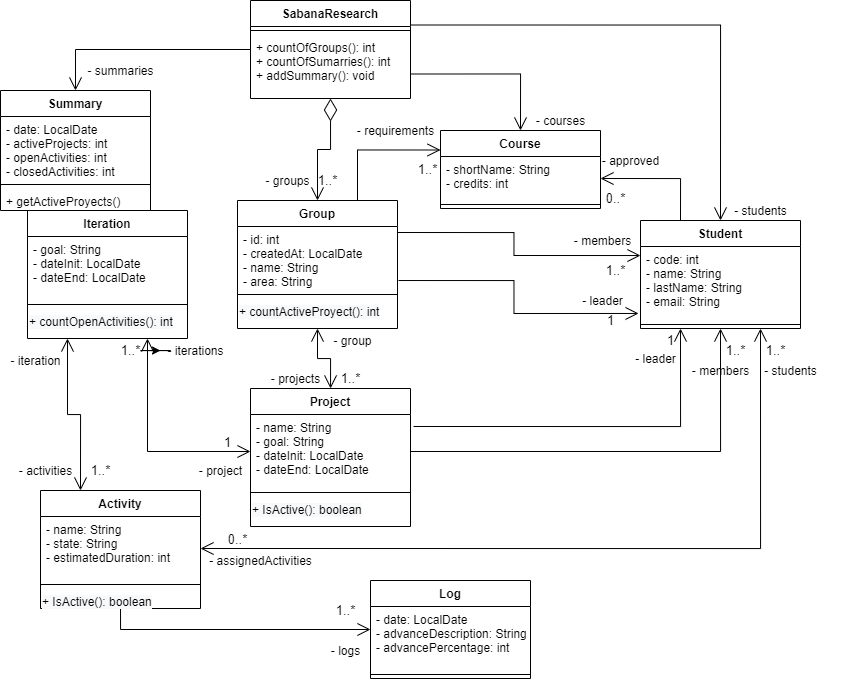 SabanaResearch
+ countOfGroups(): int
+ countOfSumarries(): int
+ addSummary(): void
- summaries
Summary
- date: LocalDate
- activeProjects: int
- openActivities: int
- closedActivities: int
+ getActiveProyects()
- courses
- requirements
1..*
Course
- shortName: String
- credits: int
- approved
0..*
- groups
1..*
- students
Iteration
- goal: String
- dateInit: LocalDate
- dateEnd: LocalDate
+ countOpenActivities(): int
Group
- id: int
- createdAt: LocalDate
- name: String
- area: String
+ countActiveProyect(): int
- members
1..*
- leader
1
Student
- code: int
- name: String
- lastName: String
- email: String
- iteration
1..*
- iterations
- group
- projects
1..*
1
- leader
1..*
- members
1..*
- students
Project
- name: String
- goal: String
- dateInit: LocalDate
- dateEnd: LocalDate
+ IsActive(): boolean
1
- project
- activities
1..*
Activity
- name: String
- state: String
- estimatedDuration: int
+ IsActive(): boolean
0..*
- assignedActivities
1..*
- logs
Log
- date: LocalDate
- advanceDescription: String
- advancePercentage: int